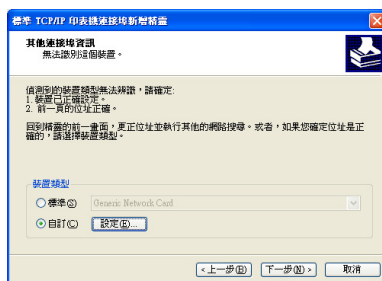 標準 TCP/IP 印表機連接埠新增精靈
其他連接埠資訊
無法識別這個裝置。
偵測到的裝置類型無法辨識，請確定:
1. 裝置已正確設定。
2. 前一頁的位址正確。
回到精靈的前一畫面，更正位址並執行其他的網路搜尋。或者，如果您確定位址是正
確的，請選擇裝置類型。
裝置類型
標準(S)
Generic Network Card
自訂(C)
設定(E)...
<上一步(B)
下一步(N)>
取消